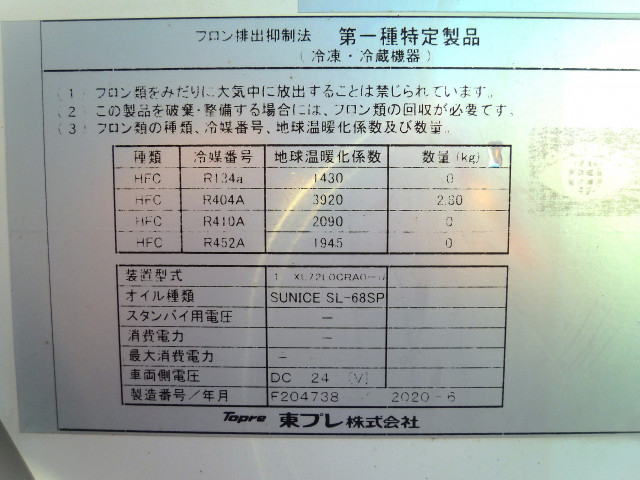 フロン排出抑制法 第一種特定製品
(冷凍・冷蔵機器)
(1) フロン類をみだりに大気中に放出することは禁じられています。
(2) この製品を破棄・整備する場合には、フロン類の回収が必要です。
(3) フロン類の種類、冷媒番号、地球温暖化係数及び数量。
種類 冷媒番号 地球温暖化係数 数量(kg)
HFC R134a 1430 0
HFC R404A 3920
HFC R410A 2090 0
HFC R452A 1945 0
装置型式
オイル種類 SUNICE SL-68SP
スタンバイ用電圧 —
消費電力 —
最大消費電力 —
車両側電圧 DC 24 [V]
製造番号/年月 F204738 2020-6
Topre 東プレ株式会社